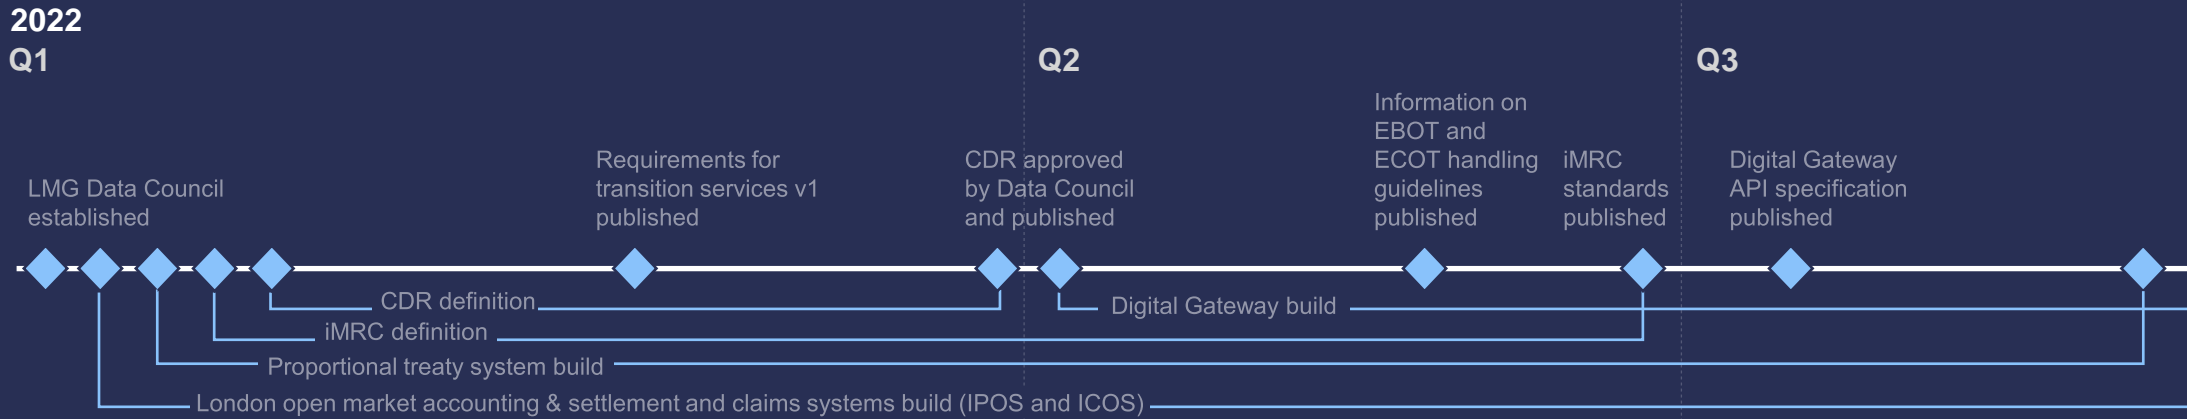 2022
Q1
Q2
Q3
LMG Data Council
established
Requirements for
transition services v1
published
CDR approved
by Data Council
and published
Information on
EBOT and
ECOT handling
guidelines
published
iMRC
standards
published
Digital Gateway
API specification
published
CDR definition
Digital Gateway build
iMRC definition
Proportional treaty system build
London open market accounting & settlement and claims systems build (IPOS and ICOS)